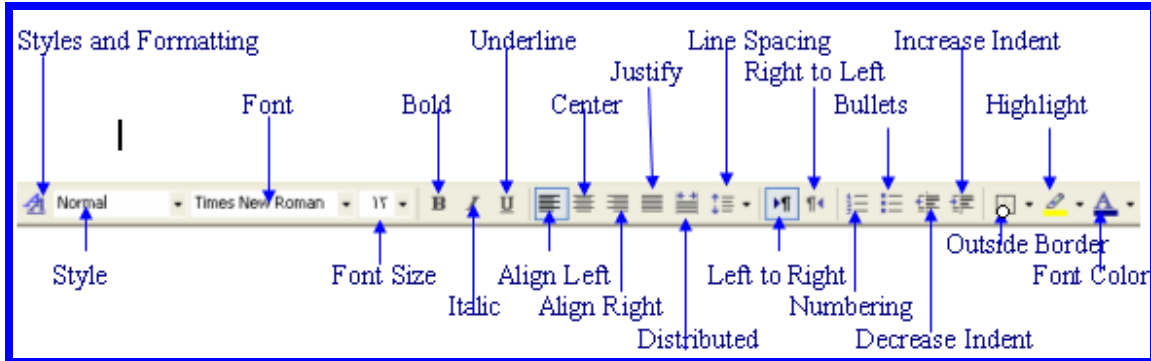 Styles and Formatting Underline Line Spacing Increase Indent
Justify Right to Left
Font Bold Center Bullets Highlight
Normal Times New Roman ١٢ B I U
Outside Border
Style Font Size Align Left Left to Right Font Color
Italic Align Right Numbering
Distributed Decrease Indent